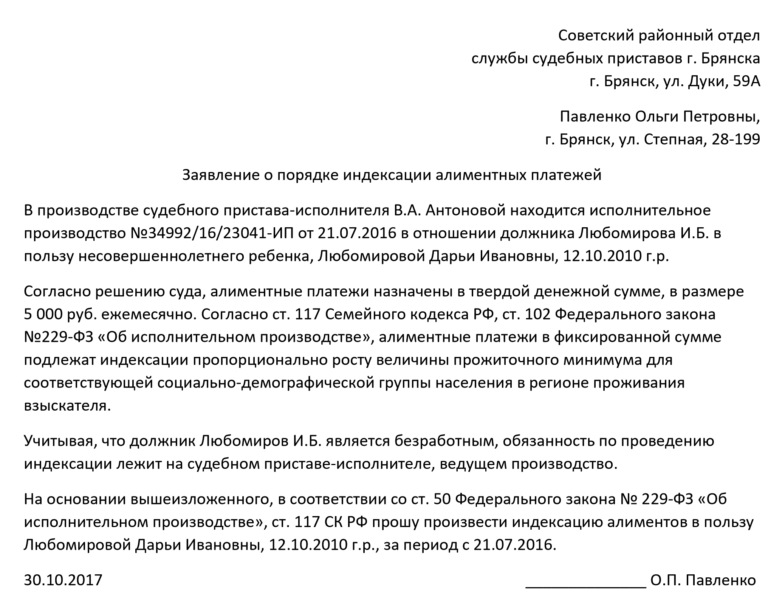 Советский районный отдел
службы судебных приставов г. Брянска
г. Брянск, ул. Дуки, 59А
Павленко Ольги Петровны,
г. Брянск, ул. Степная, 28-199
Заявление о порядке индексации алиментных платежей
В производстве судебного пристава-исполнителя В.А. Антоновой находится исполнительное
производство №34992/16/23041-ИП от 21.07.2016 в отношении должника Любомирова И.Б. в
пользу несовершеннолетнего ребенка, Любомировой Дарьи Ивановны, 12.10.2010 г.р.
Согласно решению суда, алиментные платежи назначены в твердой денежной сумме, в размере
5 000 руб. ежемесячно. Согласно ст. 117 Семейного кодекса РФ, ст. 102 Федерального закона
№229-ФЗ «Об исполнительном производстве», алиментные платежи в фиксированной сумме
подлежат индексации пропорционально росту величины прожиточного минимума для
соответствующей социально-демографической группы населения в регионе проживания
взыскателя.
Учитывая, что должник Любомиров И.Б. является безработным, обязанность по проведению
индексации лежит на судебном приставе-исполнителе, ведущем производство.
На основании вышеизложенного, в соответствии со ст. 50 Федерального закона № 229-ФЗ «Об
исполнительном производстве», ст. 117 СК РФ прошу произвести индексацию алиментов в пользу
Любомировой Дарьи Ивановны, 12.10.2010 г.р., за период с 21.07.2016.
30.10.2017 ______________ О.П. Павленко